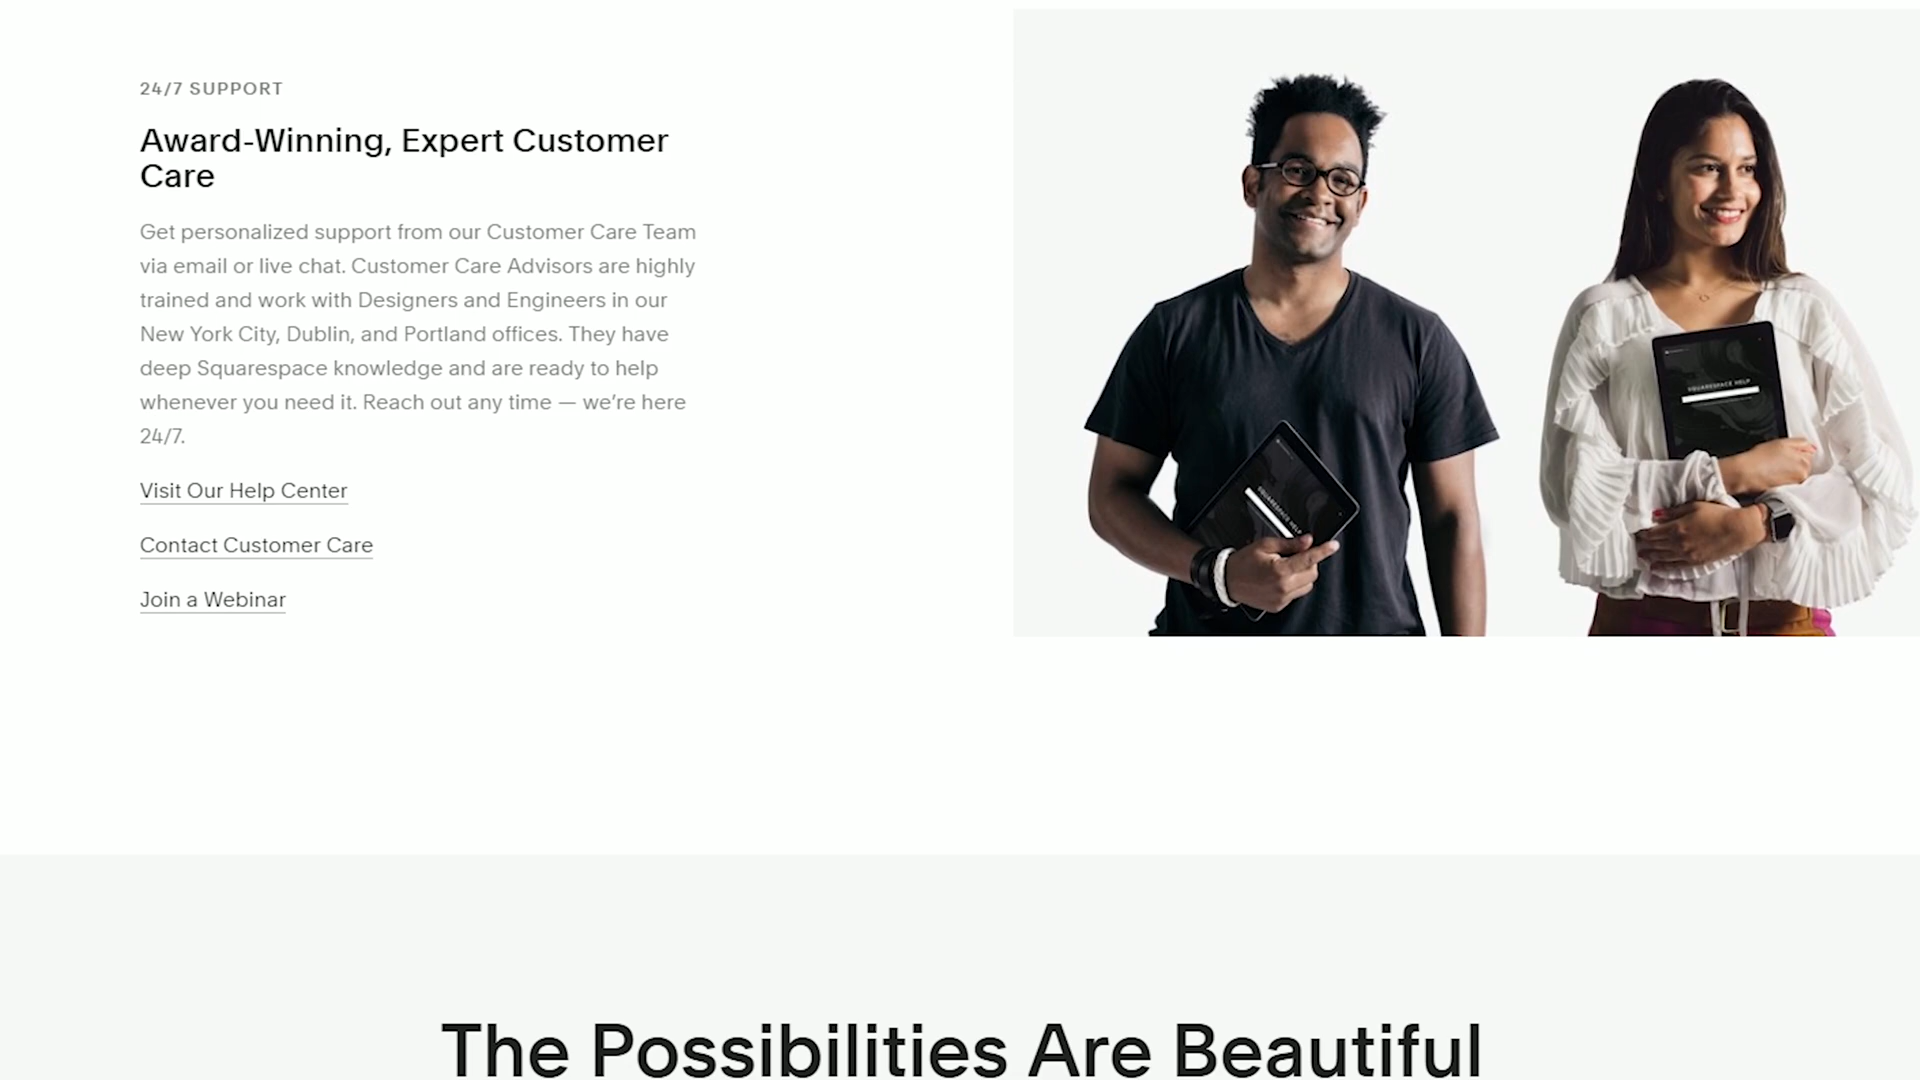 24/7 SUPPORT
Award-Winning, Expert Customer
Care
Get personalized support from our Customer Care Team
via email or live chat. Customer Care Advisors are highly
trained and work with Designers and Engineers in our
New York City, Dublin, and Portland offices. They have
deep Squarespace knowledge and are ready to help
whenever you need it. Reach out any time — we’re here
24/7.
Visit Our Help Center
Contact Customer Care
Join a Webinar
SQUARESPACE HELP
SQUARESPACE HELP
The Possibilities Are Beautiful